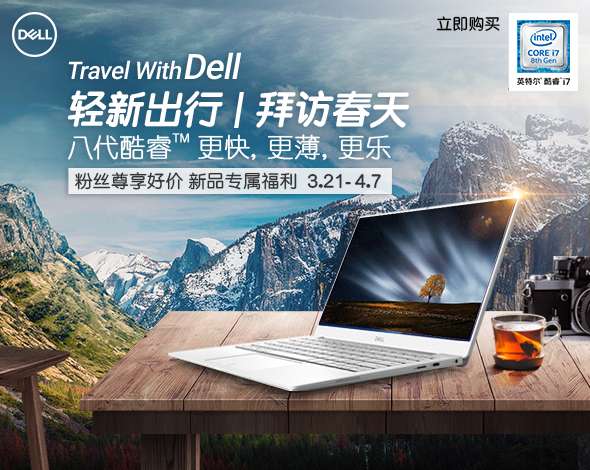 DELL
立即购买
intel
CORE i7
8th Gen
英特尔® 酷睿™ i7
Travel With Dell
轻新出行 | 拜访春天
八代酷睿™ 更快, 更薄, 更乐
粉丝尊享好价 新品专属福利 3.21-4.7
DELL